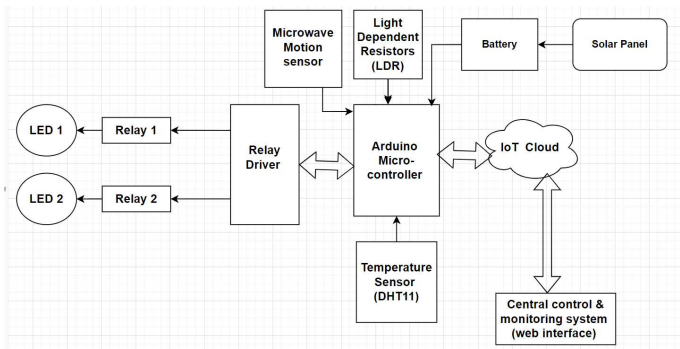 Microwave
Motion
sensor
Light
Dependent
Resistors
(LDR)
Battery
Solar Panel
LED 1
Relay 1
Relay
Driver
Arduino
Micro-
controller
IoT Cloud
LED 2
Relay 2
Temperature
Sensor
(DHT11)
Central control &
monitoring system
(web interface)